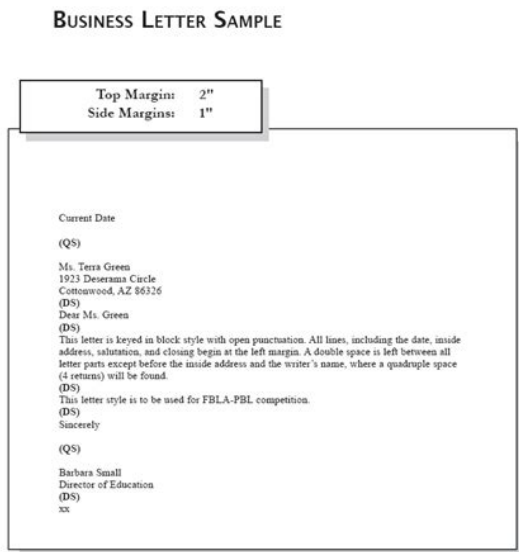 BUSINESS LETTER SAMPLE
Top Margin: 2"
Side Margins: 1"
Current Date
(QS)
Ms. Terra Green
1923 Deserama Circle
Cottonwood, AZ 86326
(DS)
Dear Ms. Green
(DS)
This letter is keyed in block style with open punctuation. All lines, including the date, inside
address, salutation, and closing begin at the left margin. A double space is left between all
letter parts except before the inside address and the writer's name, where a quadruple space
(4 returns) will be found.
(DS)
This letter style is to be used for FBLA-PBL competition.
(DS)
Sincerely
(QS)
Barbara Small
Director of Education
(DS)
xx